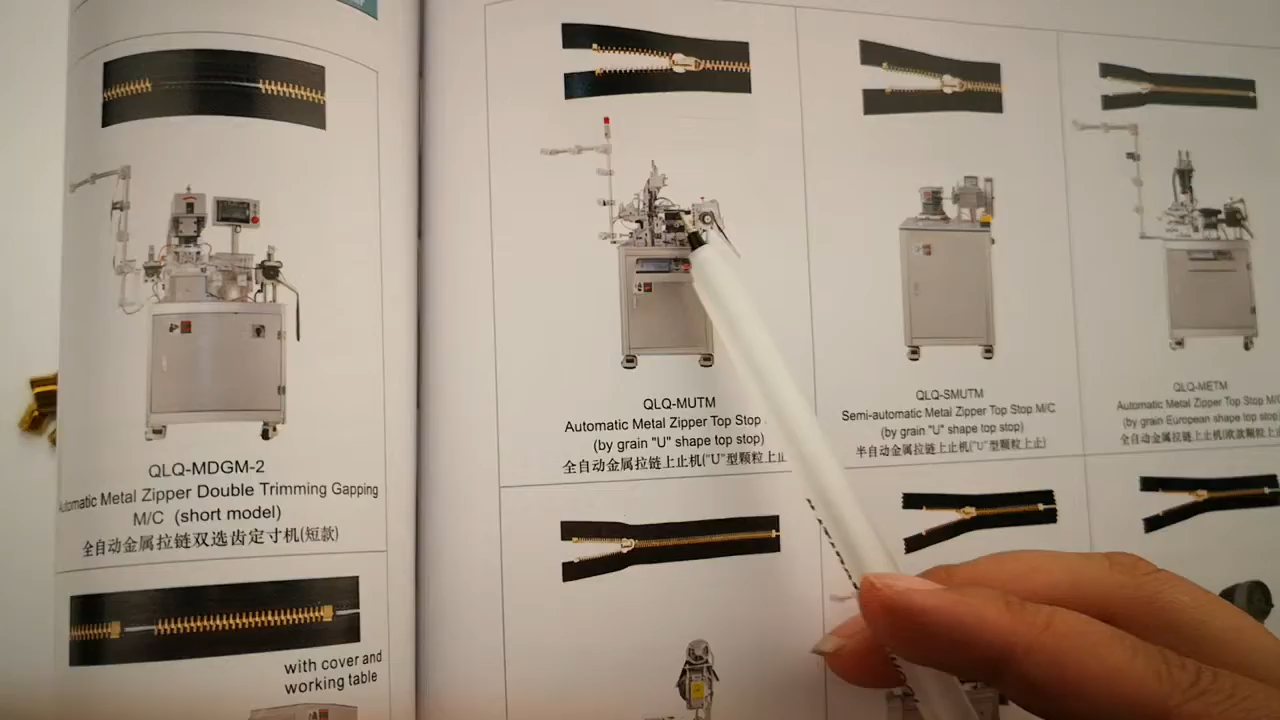 QLQ-MDGM-2
Automatic Metal Zipper Double Trimming Gapping
M/C (short model)
全自动金属拉链双选齿定寸机(短款)
with cover and
working table
QLQ-MUTM
Automatic Metal Zipper Top Stop
(by grain "U" shape top stop)
全自动金属拉链上止机("U"型颗粒上止
QLQ-SMUTM
Semi-automatic Metal Zipper Top Stop M/C
(by grain "U" shape top stop)
半自动金属拉链上止机("U"型颗粒上止)
QLQ-METM
Automatic Metal Zipper Top Stop M/C
(by grain European shape top stop
全自动金属拉链上止机(欧款颗粒上止